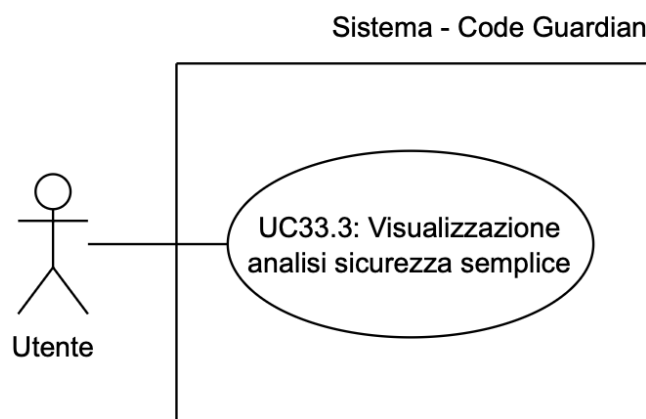 Sistema - Code Guardian
UC33.3: Visualizzazione
analisi sicurezza semplice
Utente